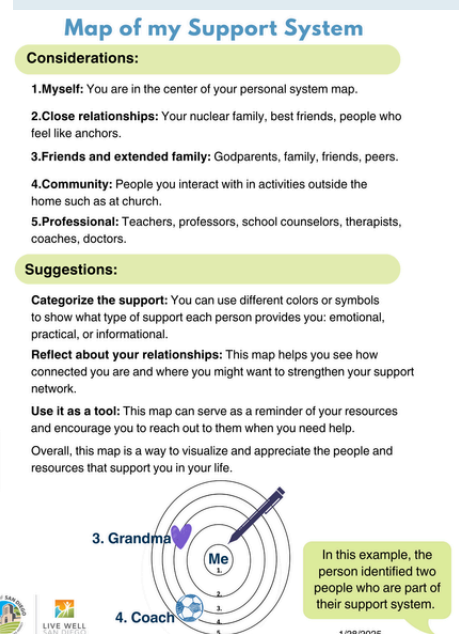 Map of my Support System
Considerations:
1.Myself: You are in the center of your personal system map.
2.Close relationships: Your nuclear family, best friends, people who
feel like anchors.
3.Friends and extended family: Godparents, family, friends, peers.
4.Community: People you interact with in activities outside the
home such as at church.
5.Professional: Teachers, professors, school counselors, therapists,
coaches, doctors.
Suggestions:
Categorize the support: You can use different colors or symbols
to show what type of support each person provides you: emotional,
practical, or informational.
Reflect about your relationships: This map helps you see how
connected you are and where you might want to strengthen your support
network.
Use it as a tool: This map can serve as a reminder of your resources
and encourage you to reach out to them when you need help.
Overall, this map is a way to visualize and appreciate the people and
resources that support you in your life.
3. Grandma
Me
1.
2.
3.
4.
5.
4. Coach
In this example, the
person identified two
people who are part of
their support system.
LIVE WELL
SAN DIEGO
1/28/2025